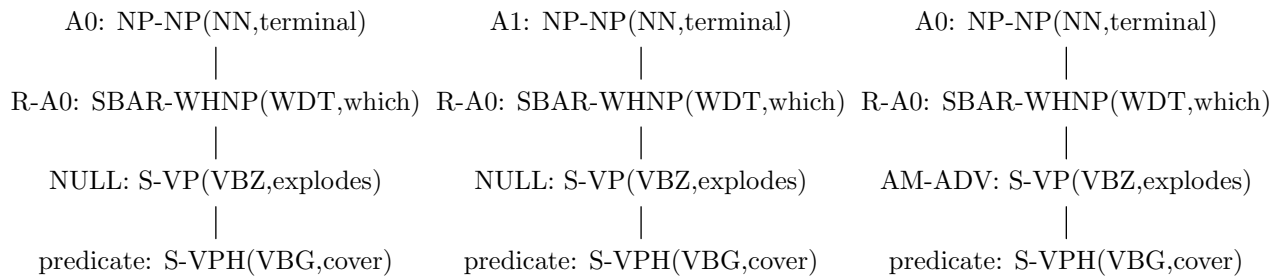 A0: NP-NP(NN,terminal) A1: NP-NP(NN,terminal) A0: NP-NP(NN,terminal)
R-A0: SBAR-WHNP(WDT,which) R-A0: SBAR-WHNP(WDT,which) R-A0: SBAR-WHNP(WDT,which)
NULL: S-VP(VBZ,explodes) NULL: S-VP(VBZ,explodes) AM-ADV: S-VP(VBZ,explodes)
predicate: S-VPH(VBG,cover) predicate: S-VPH(VBG,cover) predicate: S-VPH(VBG,cover)